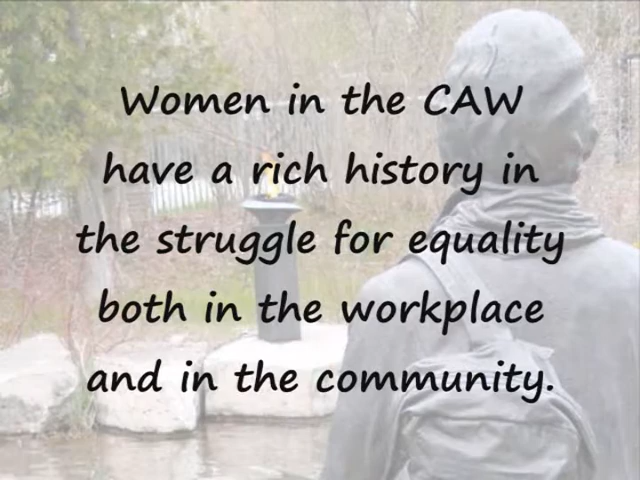 Women in the CAW
have a rich history in
the struggle for equality
both in the workplace
and in the community.